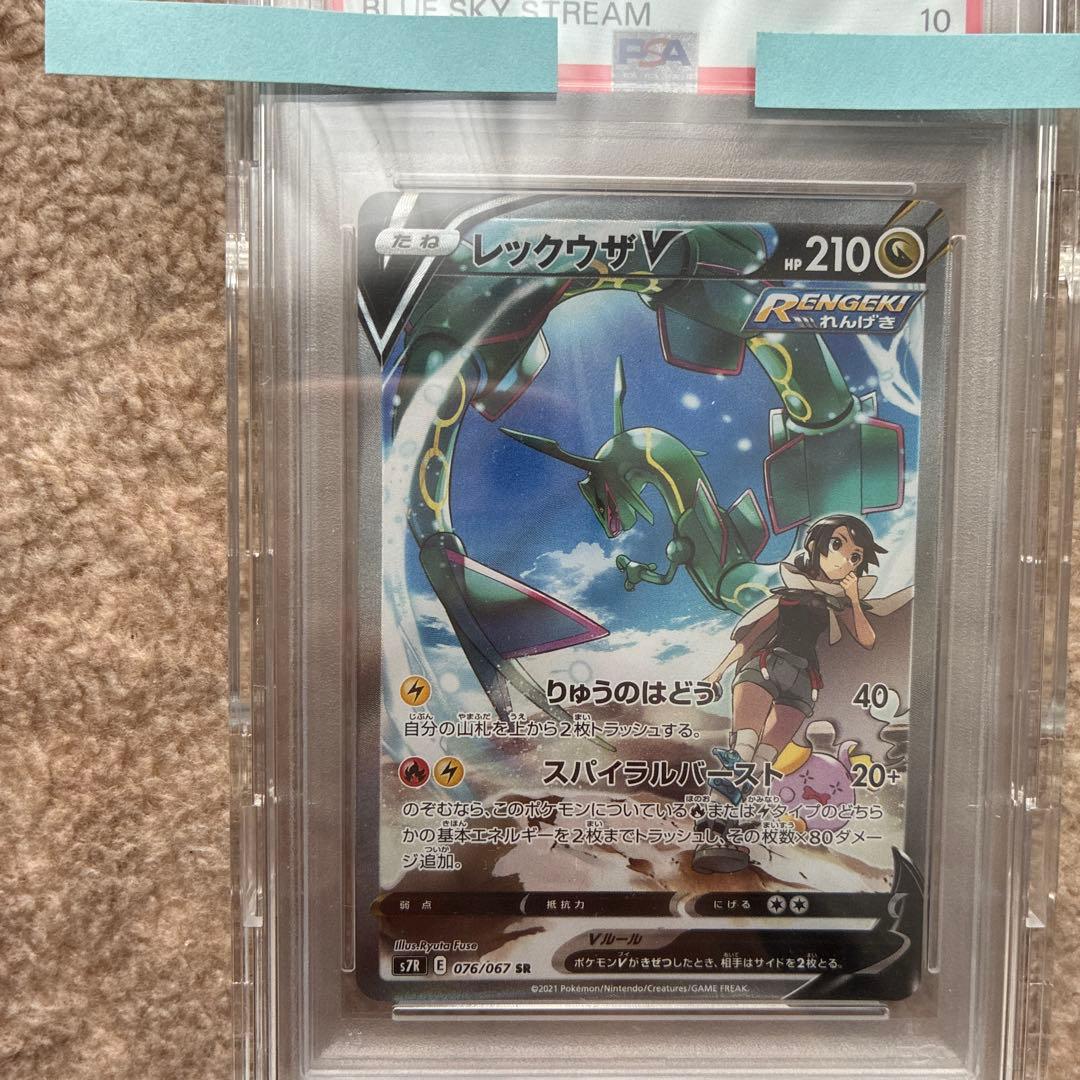 BLUE SKY STREAM
10
PSA
たね
レックウザV
HP 210
RENGEKI
れんげき
りゅうのはどう 40
自分の山札を上から2枚トラッシュする。
スパイラルバースト 20+
のぞむなら、このポケモンについている または タイプのどちら
かの基本エネルギーを2枚までトラッシュし、その枚数×80ダメー
ジ追加。
弱点 抵抗力 にげる
Illus.Ryuta Fuse
Vルール
s7R E 076/067 SR
ポケモンVがきぜつしたとき、相手はサイドを2枚とる。
©2021 Pokémon/Nintendo/Creatures/GAME FREAK.